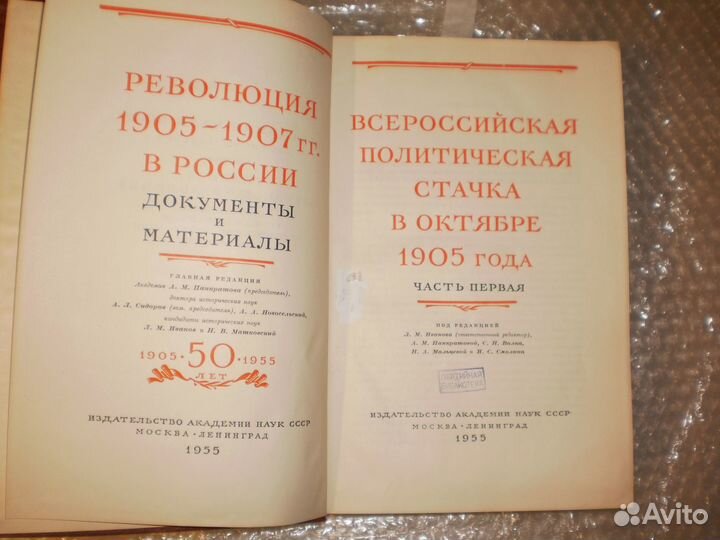 РЕВОЛЮЦИЯ
1905-1907 гг.
В РОССИИ
ДОКУМЕНТЫ
И
МАТЕРИАЛЫ
ГЛАВНАЯ РЕДАКЦИЯ
Академик А. М. Панкратова (председатель),
доктора исторических наук
А. Л. Сидоров (зам. председателя), А. А. Новосельский,
кандидаты исторических наук
Л. М. Иванов и Н. В. Матковский
1905 · 50 · 1955
ЛЕТ
ИЗДАТЕЛЬСТВО АКАДЕМИИ НАУК СССР
МОСКВА · ЛЕНИНГРАД
1955
ВСЕРОССИЙСКАЯ
ПОЛИТИЧЕСКАЯ
СТАЧКА
В ОКТЯБРЕ
1905 ГОДА
ЧАСТЬ ПЕРВАЯ
ПОД РЕДАКЦИЕЙ
Л. М. Иванова (ответственный редактор),
А. М. Панкратовой, С. Н. Валка,
Н. А. Мальцевой и И. С. Смолина
ПАРТИЙНАЯ
БИБЛИОТЕКА
ИЗДАТЕЛЬСТВО АКАДЕМИИ НАУК СССР
МОСКВА · ЛЕНИНГРАД
1955
Avito